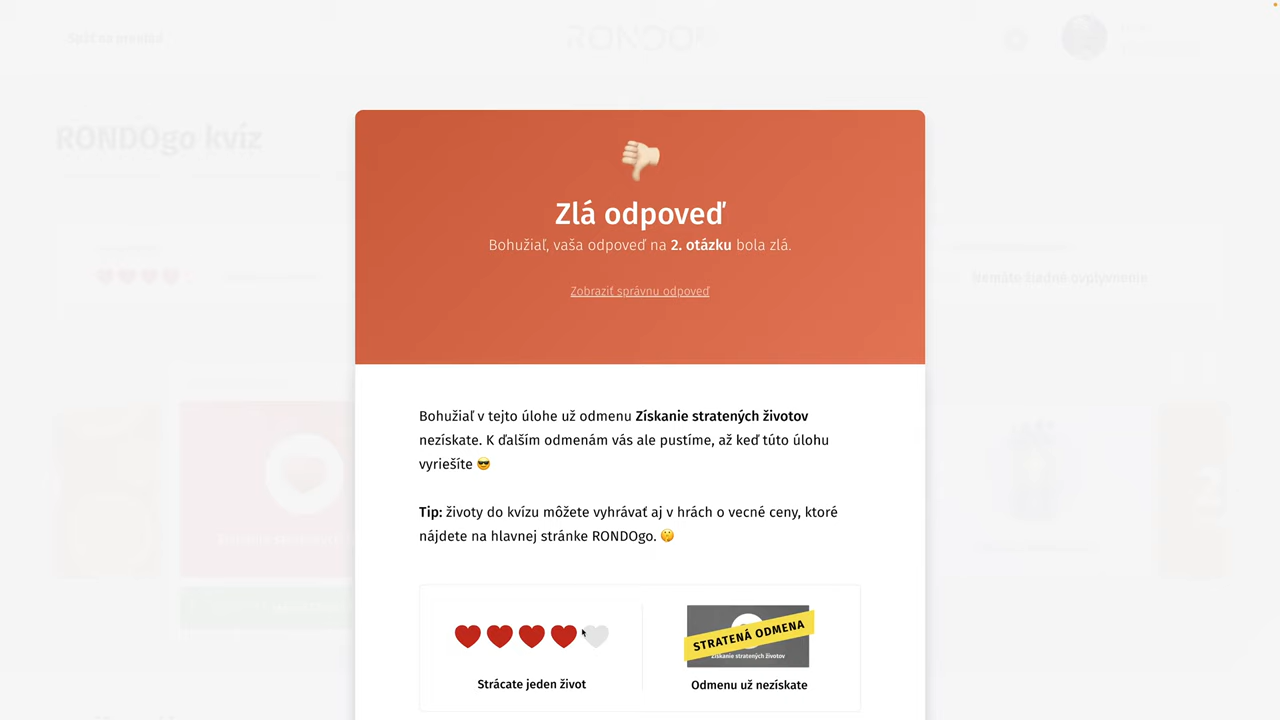 RONDOgo kvíz
Zlá odpoveď
Bohužiaľ, vaša odpoveď na 2. otázku bola zlá.
Zobraziť správnu odpoveď
Bohužiaľ v tejto úlohe už odmenu Získanie stratených životov
nezískate. K ďalším odmenám vás ale pustíme, až keď túto úlohu
vyriešite 😎
Tip: životy do kvízu môžete vyhrávať aj v hrách o vecné ceny, ktoré
nájdete na hlavnej stránke RONDOgo. 🤫
STRATENÁ ODMENA
Získanie stratených životov
Strácate jeden život
Odmenu už nezískate